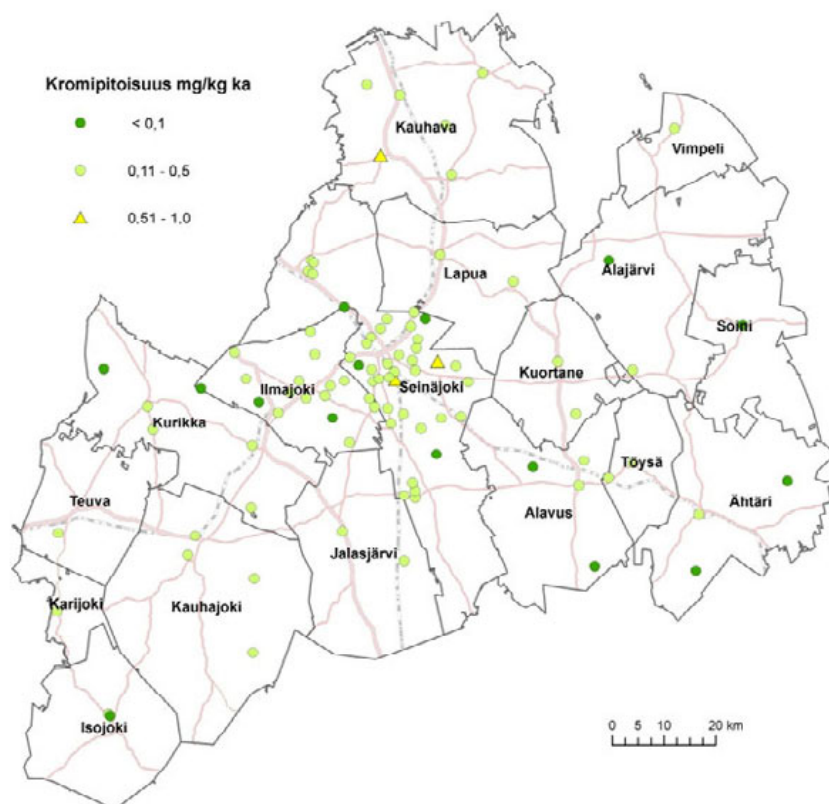 Kromipitoisuus mg/kg ka
< 0,1
0,11 - 0,5
0,51 - 1,0
Kauhava
Vimpeli
Lapua
Alajärvi
Soini
Kuortane
Ilmajoki
Seinäjoki
Kurikka
Töysä
Teuva
Alavus
Ähtäri
Jalasjärvi
Karijoki
Kauhajoki
Isojoki
0 5 10 20 km